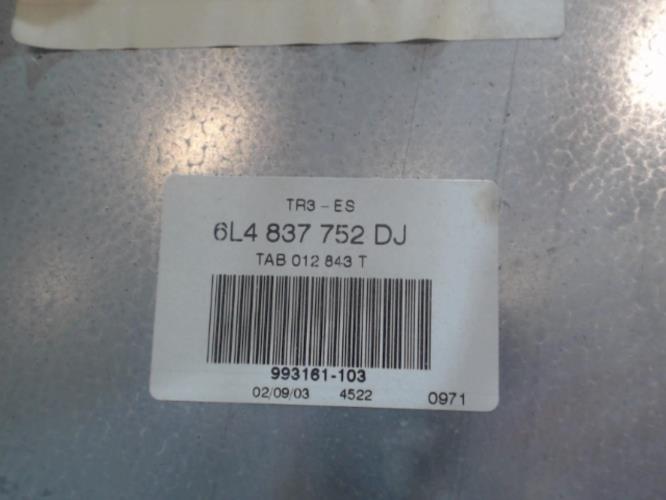 TR3 - ES
6L4 837 752 DJ
TAB 012 843 T
993161-103
02/09/03 4522 0971